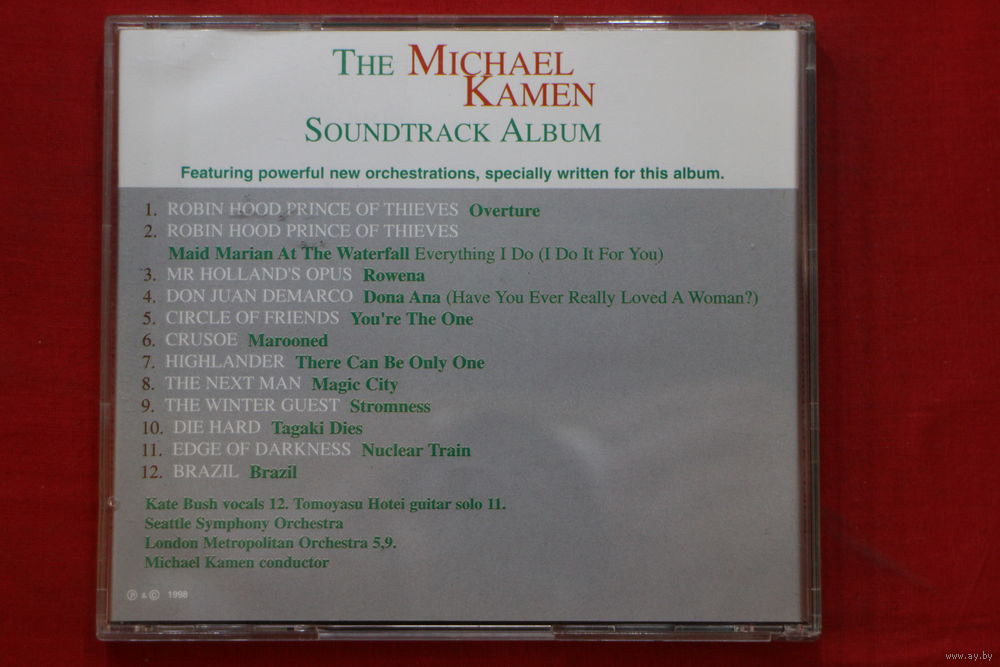 THE MICHAEL
KAMEN
SOUNDTRACK ALBUM
Featuring powerful new orchestrations, specially written for this album.
1. ROBIN HOOD PRINCE OF THIEVES Overture
2. ROBIN HOOD PRINCE OF THIEVES
Maid Marian At The Waterfall Everything I Do (I Do It For You)
3. MR HOLLAND'S OPUS Rowena
4. DON JUAN DEMARCO Dona Ana (Have You Ever Really Loved A Woman?)
5. CIRCLE OF FRIENDS You're The One
6. CRUSOE Marooned
7. HIGHLANDER There Can Be Only One
8. THE NEXT MAN Magic City
9. THE WINTER GUEST Stromness
10. DIE HARD Tagaki Dies
11. EDGE OF DARKNESS Nuclear Train
12. BRAZIL Brazil
Kate Bush vocals 12. Tomoyasu Hotei guitar solo 11.
Seattle Symphony Orchestra
London Metropolitan Orchestra 5,9.
Michael Kamen conductor
℗ & © 1998
www.ay.by